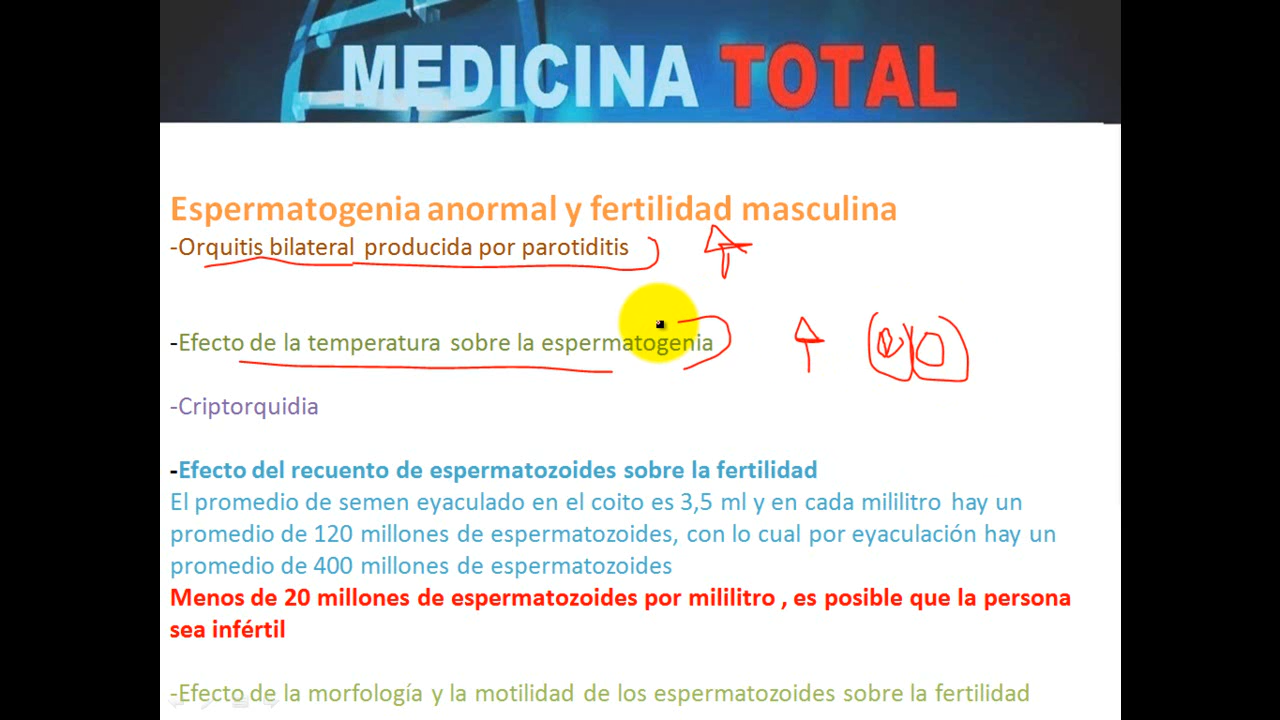 MEDICINA TOTAL
Espermatogenia anormal y fertilidad masculina
-Orquitis bilateral producida por parotiditis
-Efecto de la temperatura sobre la espermatogenia
-Criptorquidia
-Efecto del recuento de espermatozoides sobre la fertilidad
El promedio de semen eyaculado en el coito es 3,5 ml y en cada mililitro hay un
promedio de 120 millones de espermatozoides, con lo cual por eyaculación hay un
promedio de 400 millones de espermatozoides
Menos de 20 millones de espermatozoides por mililitro , es posible que la persona
sea infértil
-Efecto de la morfología y la motilidad de los espermatozoides sobre la fertilidad